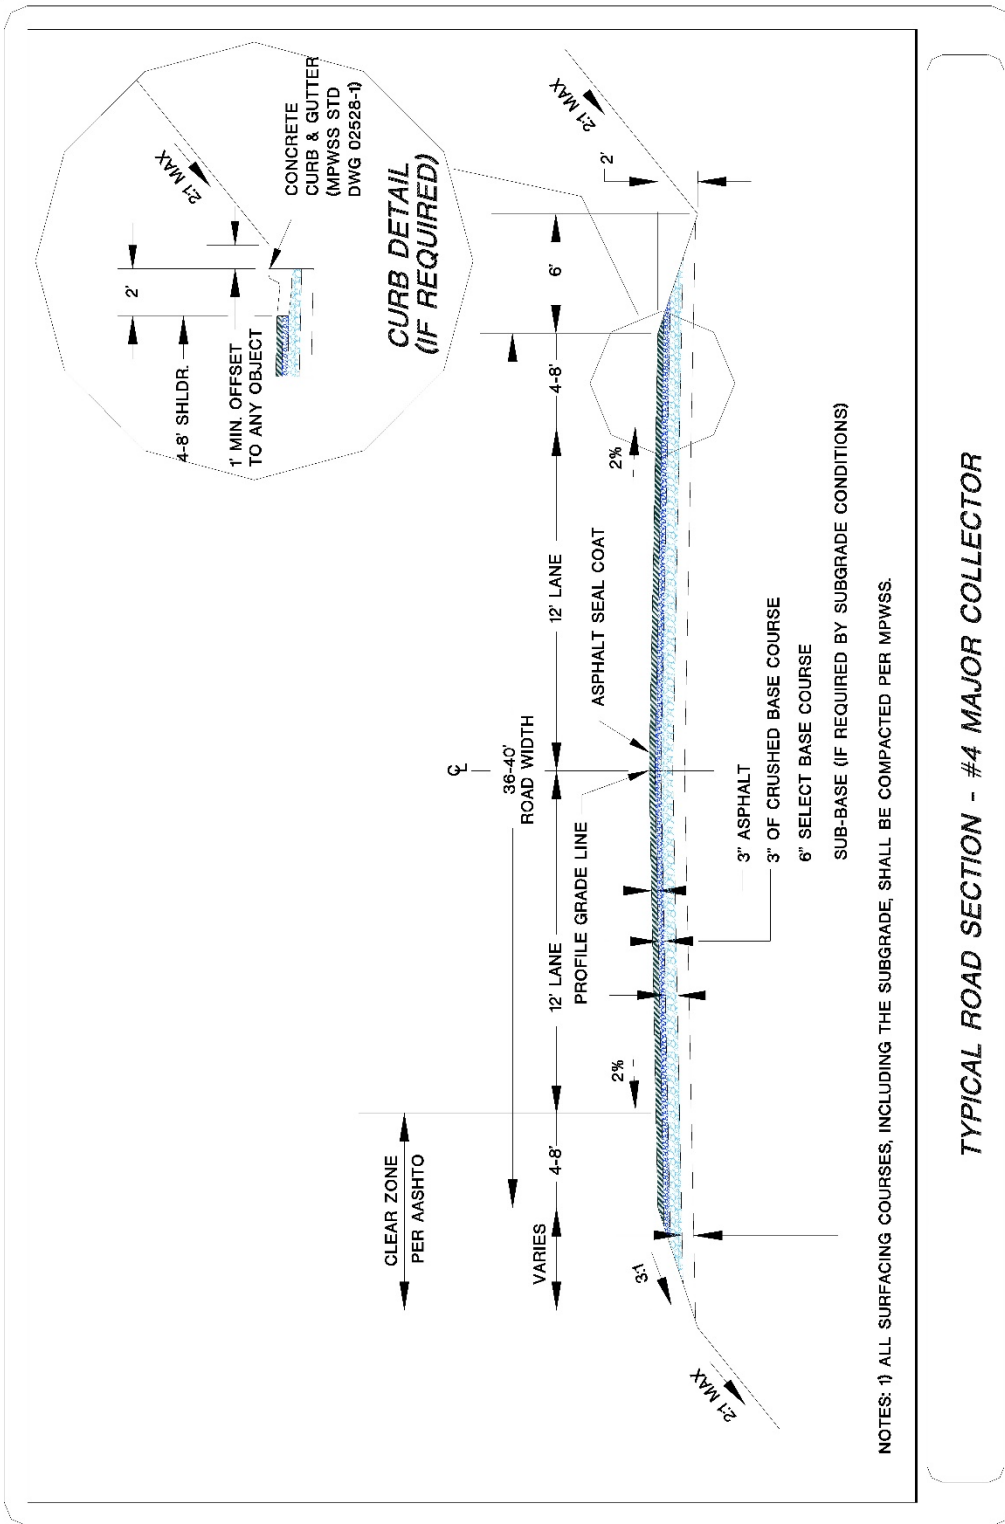 2:1 MAX
2'
4-8' SHLDR.
1' MIN. OFFSET
TO ANY OBJECT
CONCRETE
CURB & GUTTER
(MPWSS STD
DWG 02528-1)
CURB DETAIL
(IF REQUIRED)
CLEAR ZONE
PER AASHTO
℄
36-40'
ROAD WIDTH
VARIES
4-8'
12' LANE
12' LANE
4-8'
6'
2:1 MAX
2'
PROFILE GRADE LINE
ASPHALT SEAL COAT
3:1
2%
2%
2:1 MAX
3" ASPHALT
3" OF CRUSHED BASE COURSE
6" SELECT BASE COURSE
SUB-BASE (IF REQUIRED BY SUBGRADE CONDITIONS)
NOTES: 1) ALL SURFACING COURSES, INCLUDING THE SUBGRADE, SHALL BE COMPACTED PER MPWSS.
TYPICAL ROAD SECTION - #4 MAJOR COLLECTOR